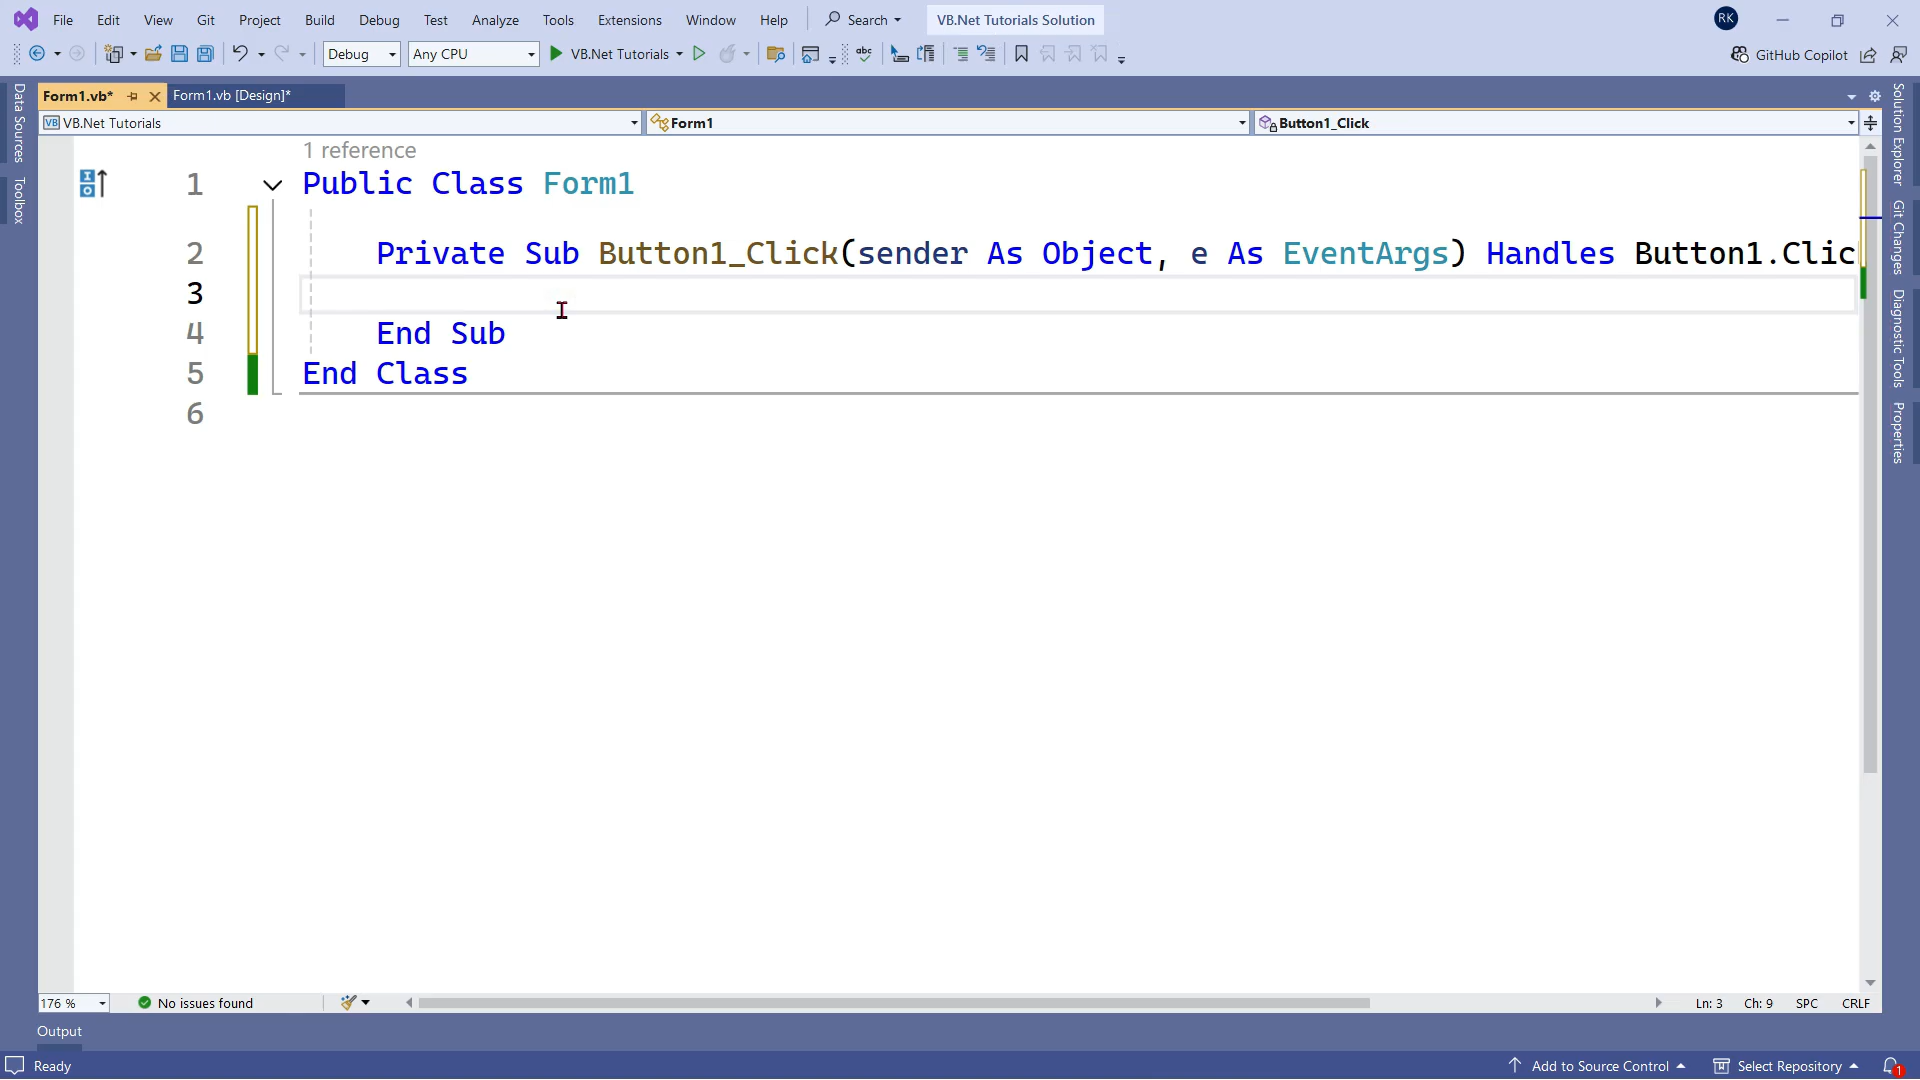 File Edit View Git Project Build Debug Test Analyze Tools Extensions Window Help Search VB.Net Tutorials Solution RK
Debug Any CPU VB.Net Tutorials abc GitHub Copilot
Form1.vb* Form1.vb [Design]*
VB VB.Net Tutorials Form1 Button1_Click
1 reference
1 Public Class Form1
2 Private Sub Button1_Click(sender As Object, e As EventArgs) Handles Button1.Clic
3
4 End Sub
5 End Class
6
Data Sources
Toolbox
Solution Explorer
Git Changes
Diagnostic Tools
Properties
176 % No issues found Ln: 3 Ch: 9 SPC CRLF
Output
Ready Add to Source Control Select Repository 1